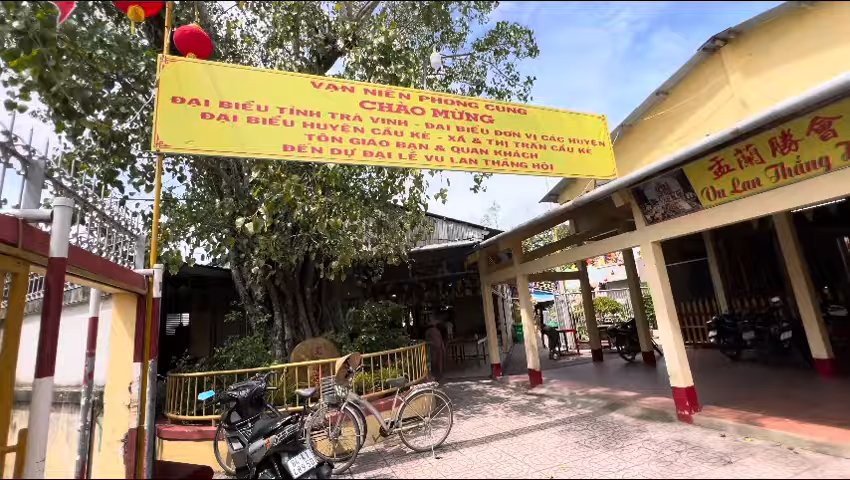 VẠN NIÊN PHONG CUNG
CHÀO MỪNG
ĐẠI BIỂU TỈNH TRÀ VINH - ĐẠI BIỂU ĐƠN VỊ CÁC HUYỆN
ĐẠI BIỂU HUYỆN CẦU KÈ - XÃ & THỊ TRẤN CẦU KÈ
TÔN GIÁO BẠN & QUAN KHÁCH
ĐẾN DỰ ĐẠI LỄ VU LAN THẮNG HỘI
盂蘭勝會
Vu Lan Thắng